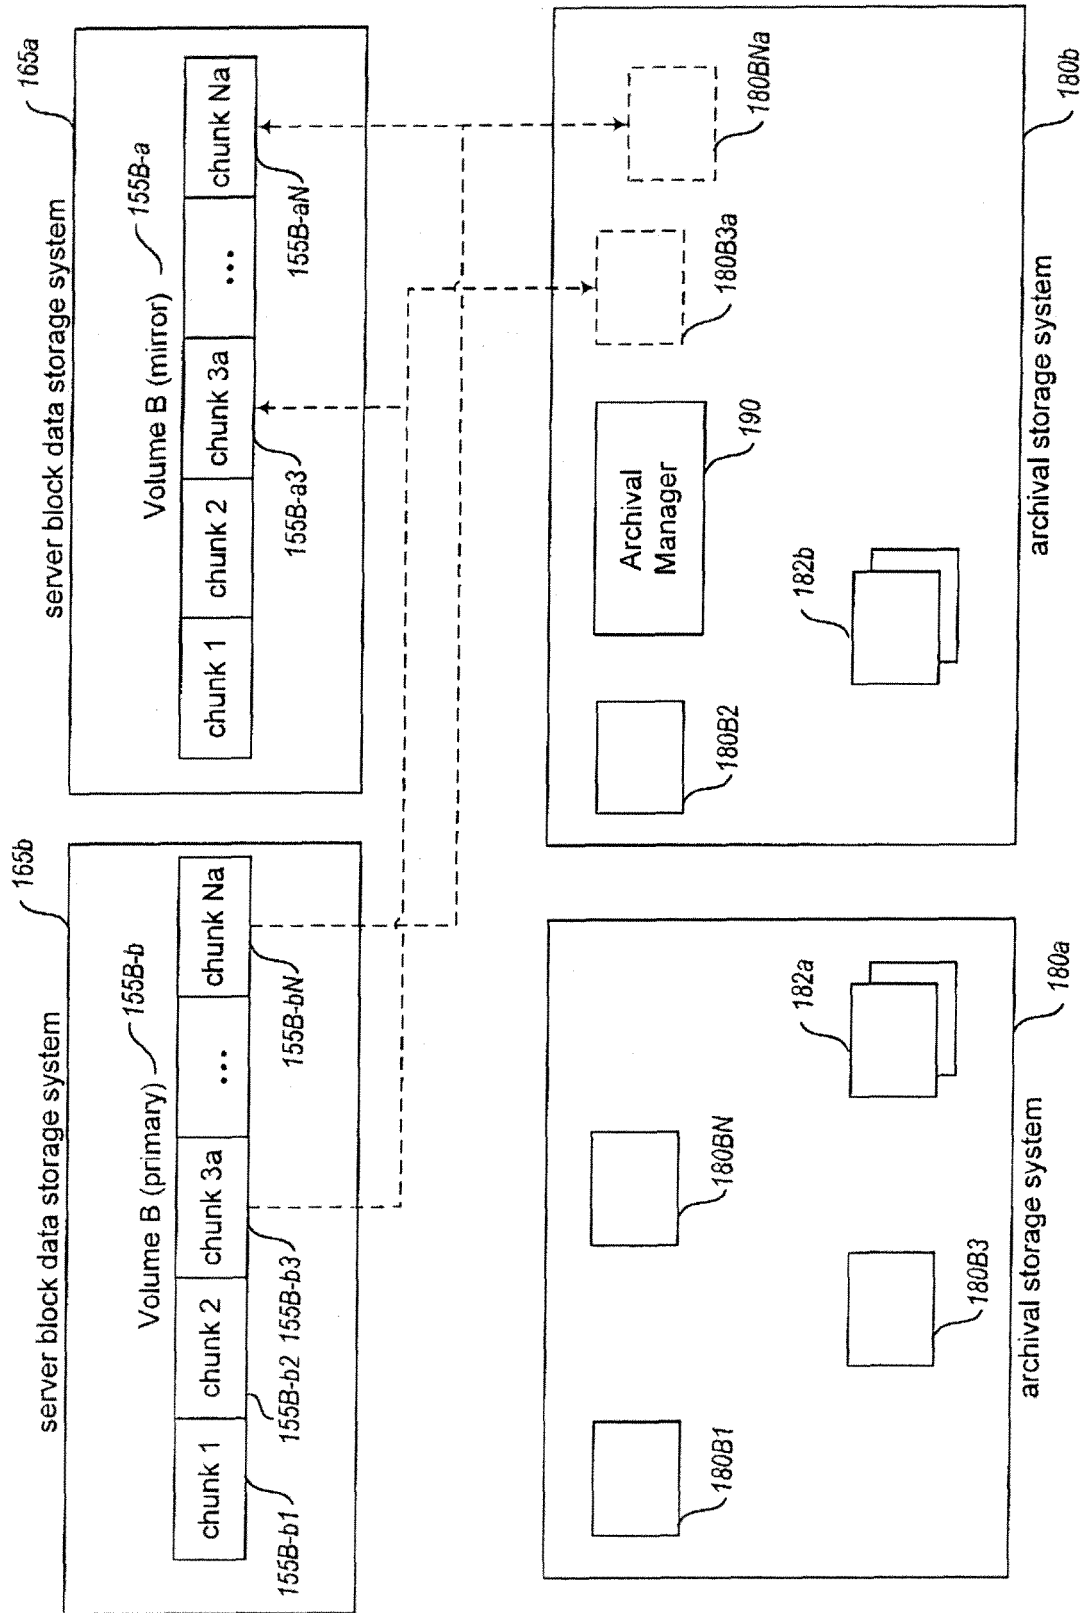 server block data storage system
165b
Volume B (primary)
155B-b
chunk 1
chunk 2
chunk 3a
...
chunk Na
155B-b1
155B-b2
155B-b3
155B-bN
server block data storage system
165a
Volume B (mirror)
155B-a
chunk 1
chunk 2
chunk 3a
...
chunk Na
155B-a3
155B-aN
180B1
180BN
180B3
182a
archival storage system
180a
180B2
Archival
Manager
190
180B3a
180BNa
182b
archival storage system
180b